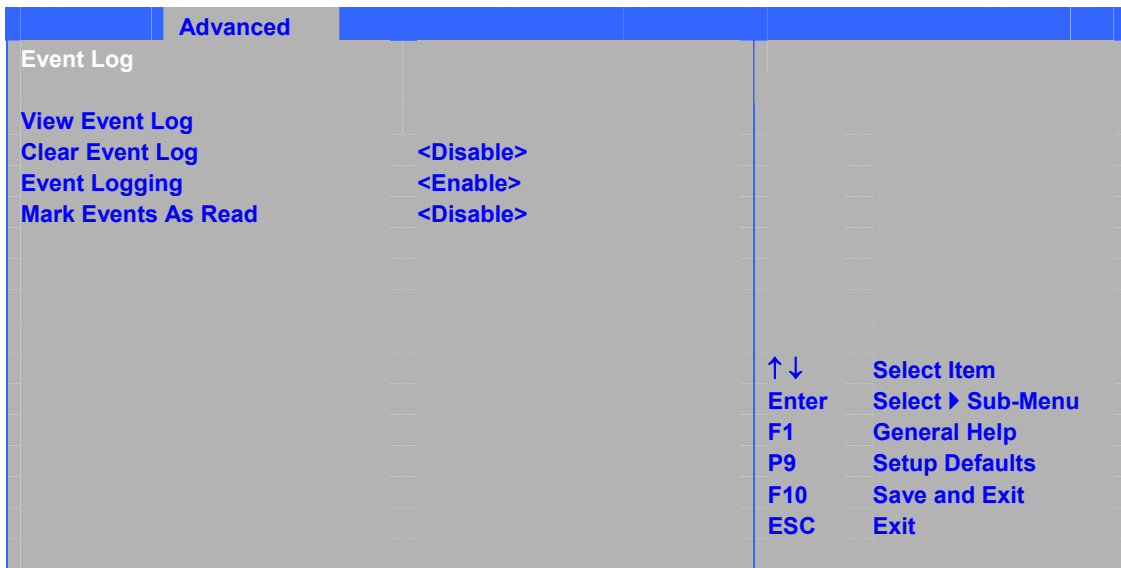 Advanced
Event Log
View Event Log
Clear Event Log <Disable>
Event Logging <Enable>
Mark Events As Read <Disable>
↑↓ Select Item
Enter Select ▶ Sub-Menu
F1 General Help
P9 Setup Defaults
F10 Save and Exit
ESC Exit